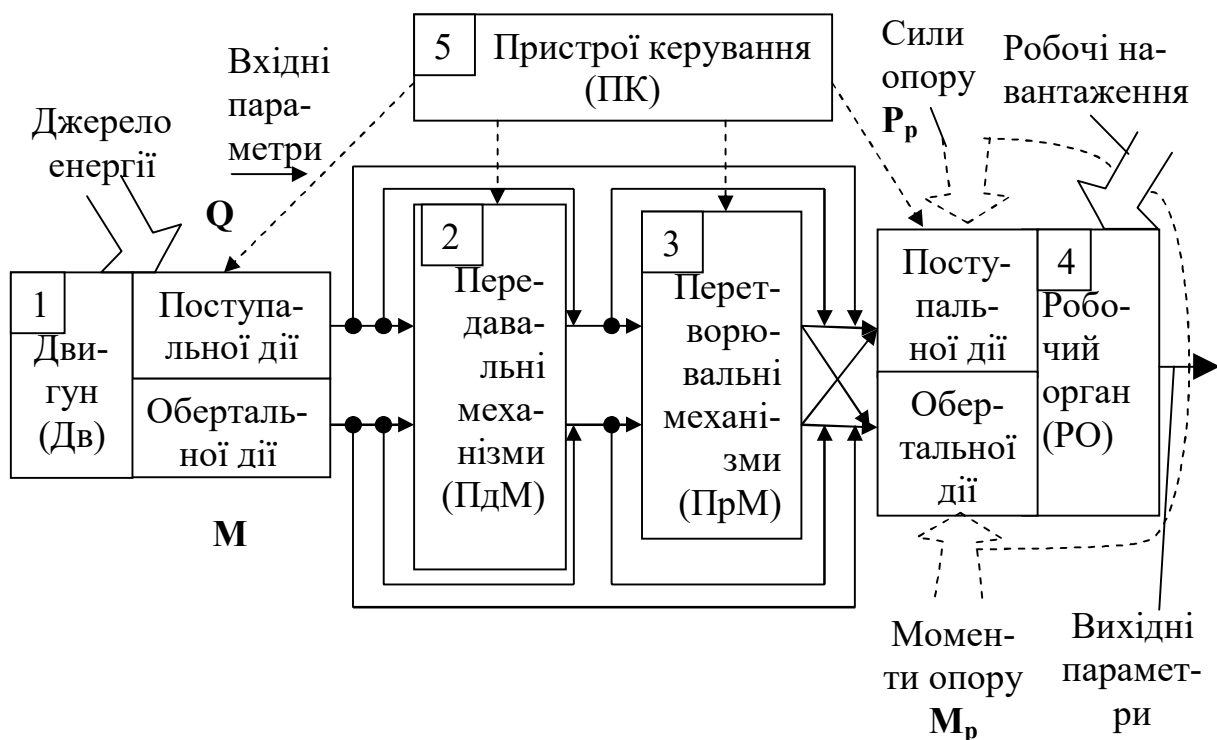 5
Пристрої керування
(ПК)
Вхідні
пара-
метри
Джерело
енергії
Q
Сили
опору
Pр
Робочі на-
вантаження
1
Дви-
гун
(Дв)
Поступа-
льної дії
Оберталь-
ної дії
M
2
Пере-
дава-
льні
меха-
нізми
(ПдМ)
3
Перет-
ворю-
вальні
механі-
зми
(ПрМ)
Посту-
паль-
ної дії
Обер-
тальної
дії
4
Робо-
чий
орган
(РО)
Момен-
ти опору
Mр
Вихідні
парамет-
ри